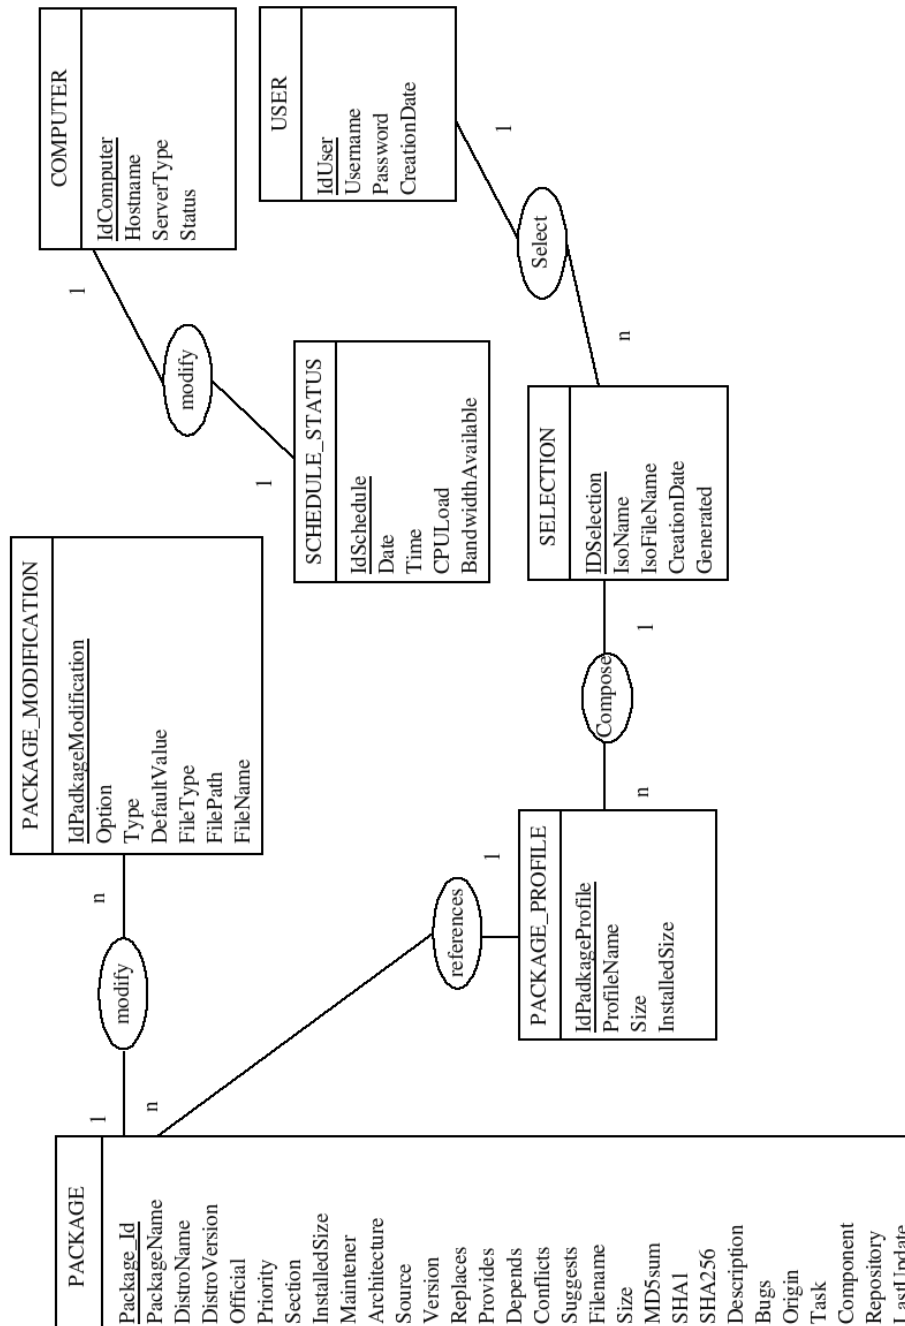 PACKAGE
Package_Id
PackageName
DistroName
DistroVersion
Official
Priority
Section
InstalledSize
Maintener
Architecture
Source
Version
Replaces
Provides
Depends
Conflicts
Suggests
Filename
Size
MD5sum
SHA1
SHA256
Description
Bugs
Origin
Task
Component
Repository
LastUpdate
1
modify
n
PACKAGE_MODIFICATION
IdPadkageModification
Option
Type
DefaultValue
FileType
FilePath
FileName
n
references
1
PACKAGE_PROFILE
IdPadkageProfile
ProfileName
Size
InstalledSize
n
Compose
1
SELECTION
IDSelection
IsoName
IsoFileName
CreationDate
Generated
n
Select
1
USER
IdUser
Username
Password
CreationDate
SCHEDULE_STATUS
IdSchedule
Date
Time
CPULoad
BandwidthAvailable
1
modify
1
COMPUTER
IdComputer
Hostname
ServerType
Status